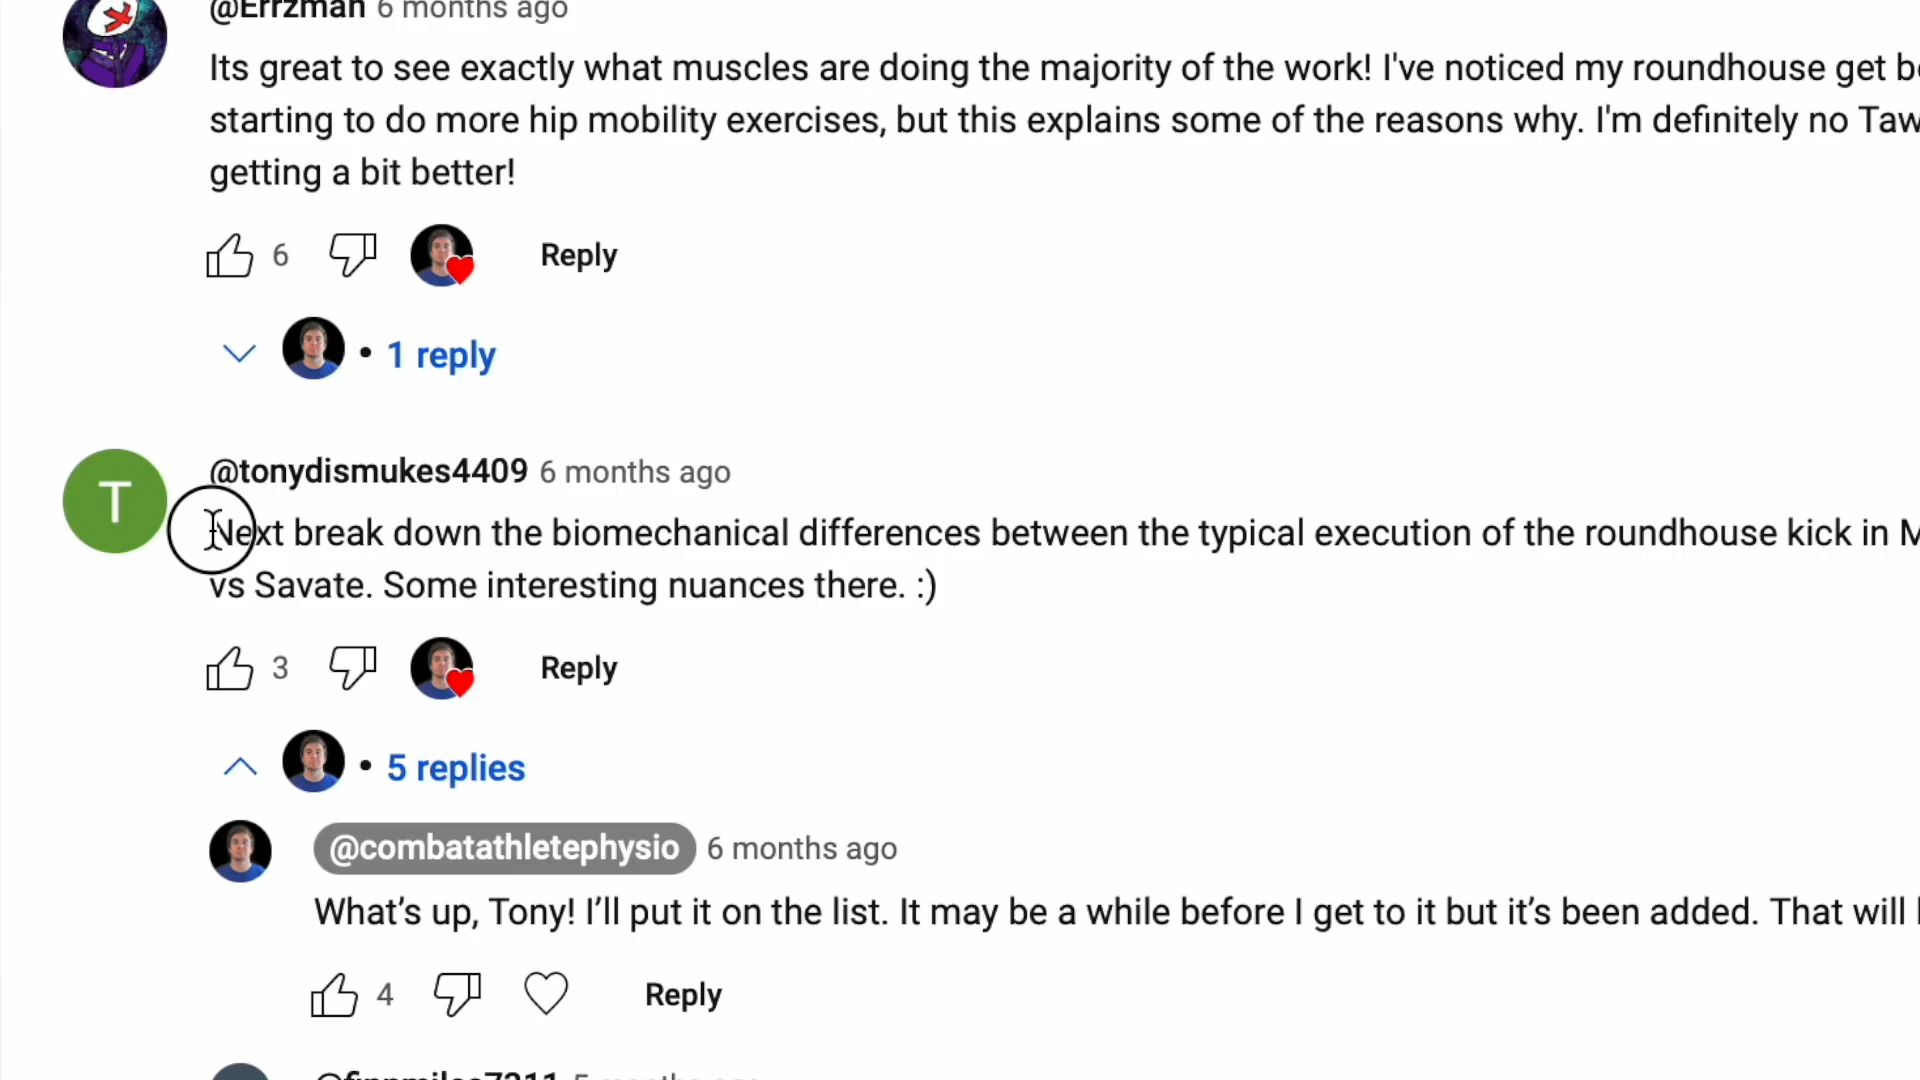 @Errzman 6 months ago
Its great to see exactly what muscles are doing the majority of the work! I've noticed my roundhouse get
starting to do more hip mobility exercises, but this explains some of the reasons why. I'm definitely no
getting a bit better!
6 Reply
• 1 reply
T
@tonydismukes4409 6 months ago
Next break down the biomechanical differences between the typical execution of the roundhouse kick in
vs Savate. Some interesting nuances there. :)
3 Reply
• 5 replies
@combatathletephysio 6 months ago
What’s up, Tony! I’ll put it on the list. It may be a while before I get to it but it’s been added. That will
4 Reply